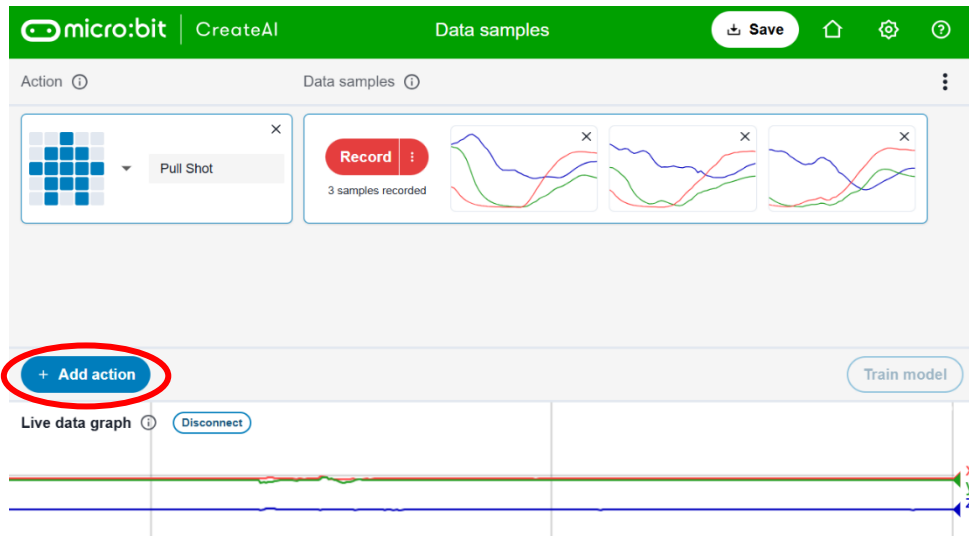 micro:bit | CreateAI Data samples Save
Action Data samples
Pull Shot
Record
3 samples recorded
+ Add action Train model
Live data graph Disconnect
x
y
z